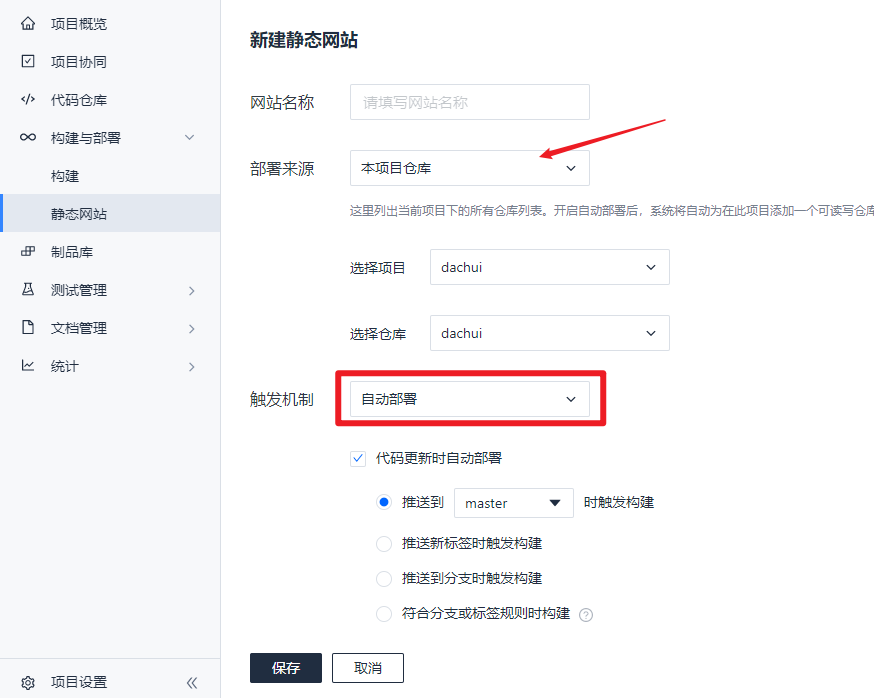 项目概览
项目协同
代码仓库
构建与部署
构建
静态网站
制品库
测试管理
文档管理
统计
项目设置
新建静态网站
网站名称 请填写网站名称
部署来源 本项目仓库
这里列出当前项目下的所有仓库列表。开启自动部署后，系统将自动为在此项目添加一个可读写仓库
选择项目 dachui
选择仓库 dachui
触发机制 自动部署
代码更新时自动部署
推送到 master 时触发构建
推送新标签时触发构建
推送到分支时触发构建
符合分支或标签规则时构建 ?
保存 取消